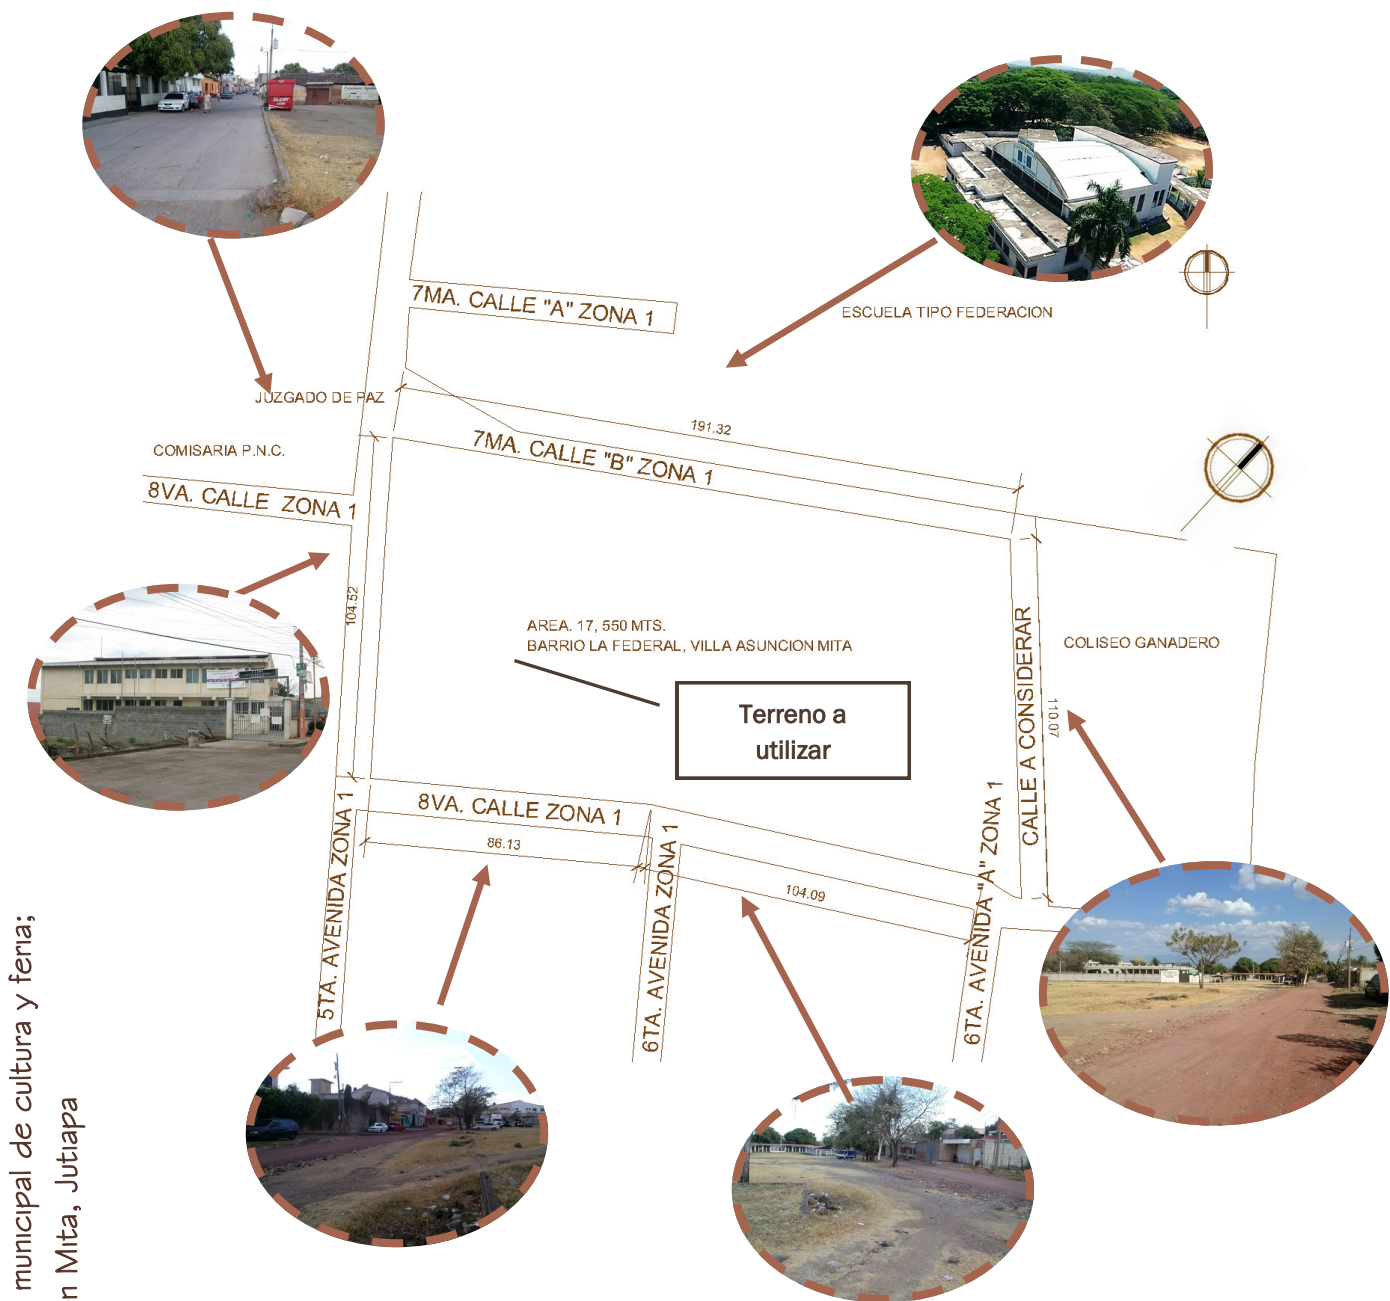 7MA. CALLE "A" ZONA 1
ESCUELA TIPO FEDERACION
JUZGADO DE PAZ
191.32
COMISARIA P.N.C.
7MA. CALLE "B" ZONA 1
8VA. CALLE ZONA 1
104.52
AREA. 17, 550 MTS.
BARRIO LA FEDERAL, VILLA ASUNCION MITA
COLISEO GANADERO
CALLE A CONSIDERAR
110.07
Terreno a
utilizar
8VA. CALLE ZONA 1
86.13
104.09
5TA. AVENIDA ZONA 1
6TA. AVENIDA ZONA 1
6TA. AVENIDA "A" ZONA 1
municipal de cultura y feria;
n Mita, Jutiapa